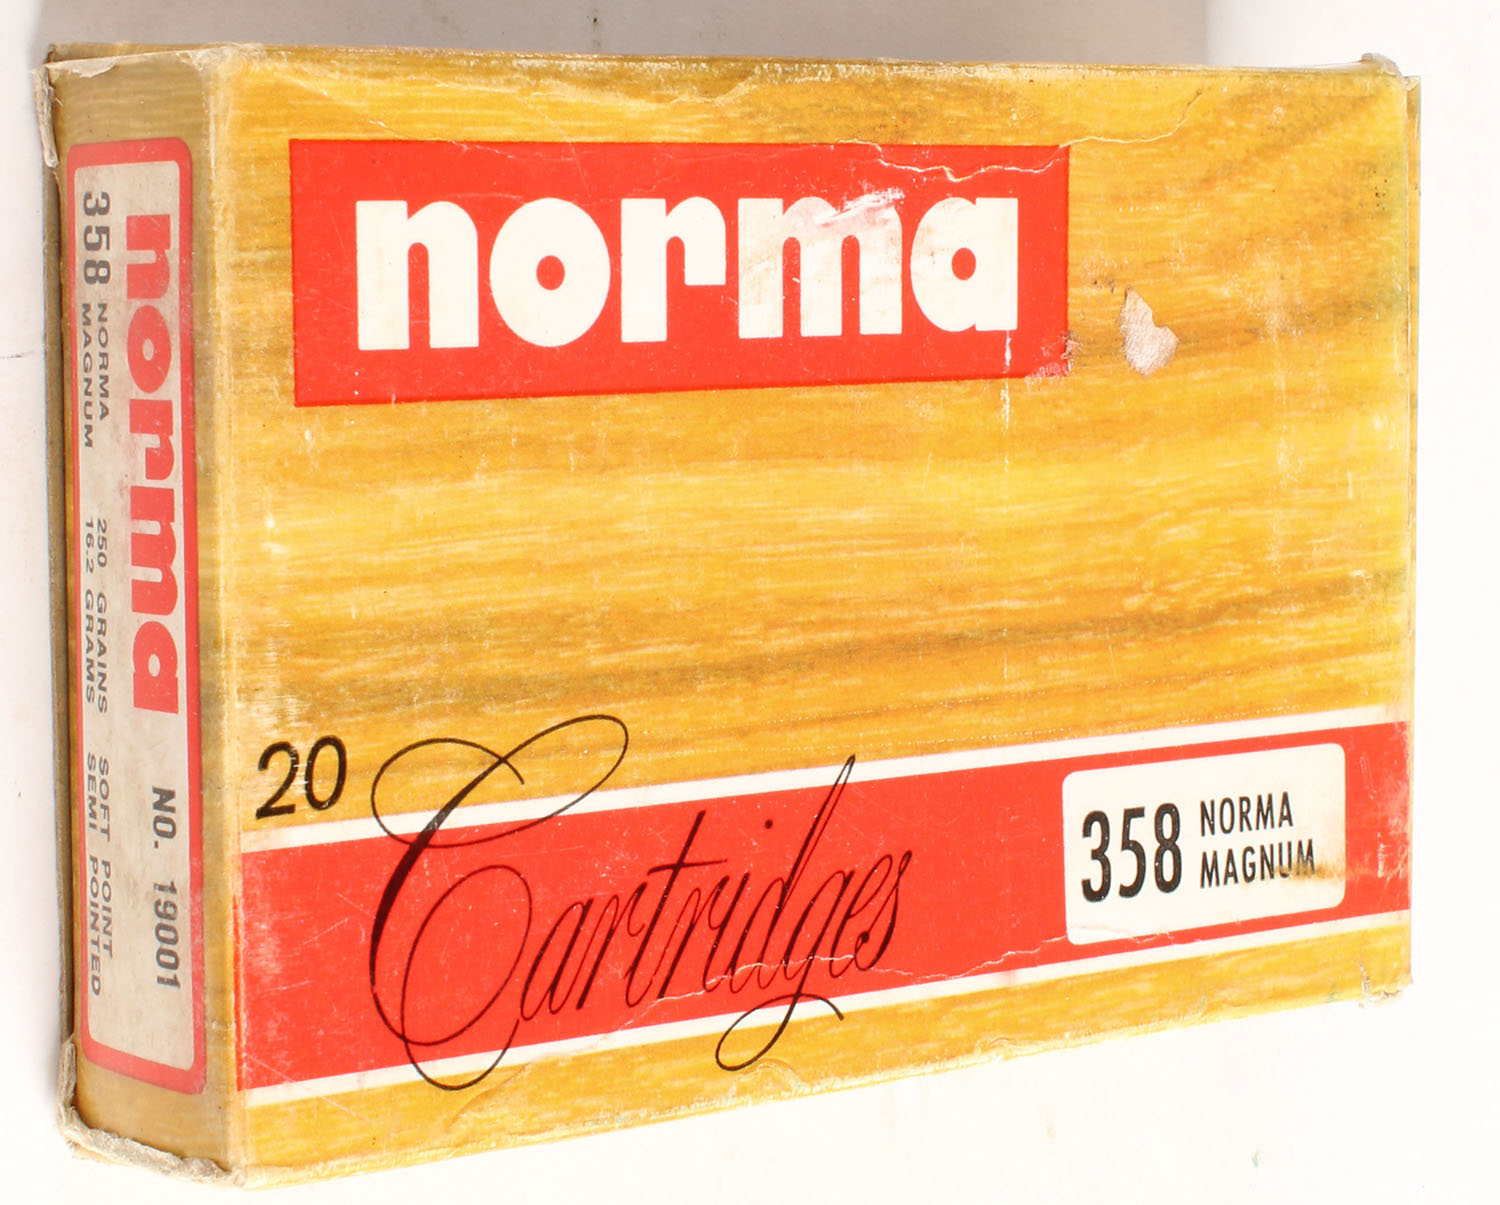 norma
20 Cartridges
358 NORMA
MAGNUM
norma NO. 19001
358 NORMA
MAGNUM
250 GRAINS SOFT POINT
16.2 GRAMS SEMI POINTED